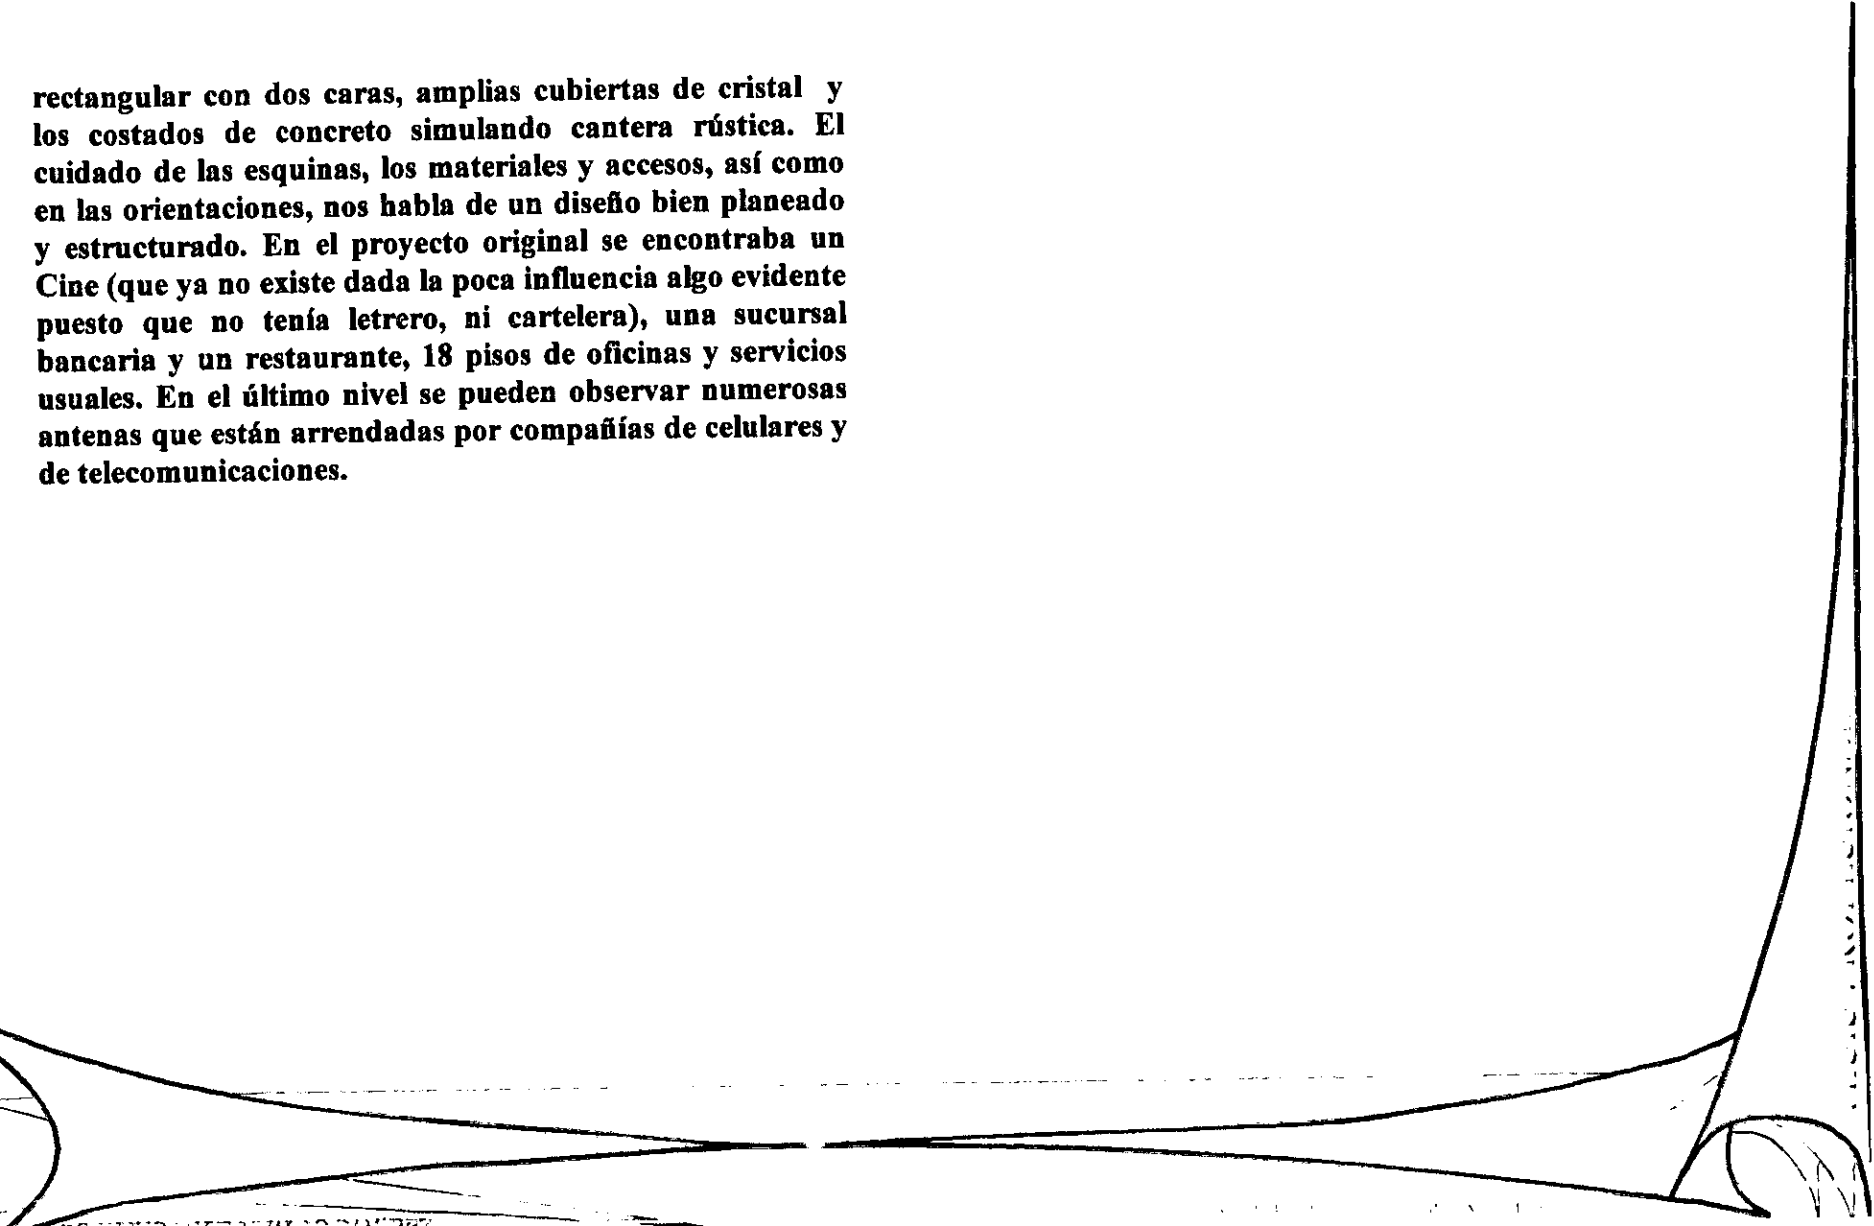 rectangular con dos caras, amplias cubiertas de cristal y
los costados de concreto simulando cantera rústica. El
cuidado de las esquinas, los materiales y accesos, así como
en las orientaciones, nos habla de un diseño bien planeado
y estructurado. En el proyecto original se encontraba un
Cine (que ya no existe dada la poca influencia algo evidente
puesto que no tenía letrero, ni cartelera), una sucursal
bancaria y un restaurante, 18 pisos de oficinas y servicios
usuales. En el último nivel se pueden observar numerosas
antenas que están arrendadas por compañías de celulares y
de telecomunicaciones.